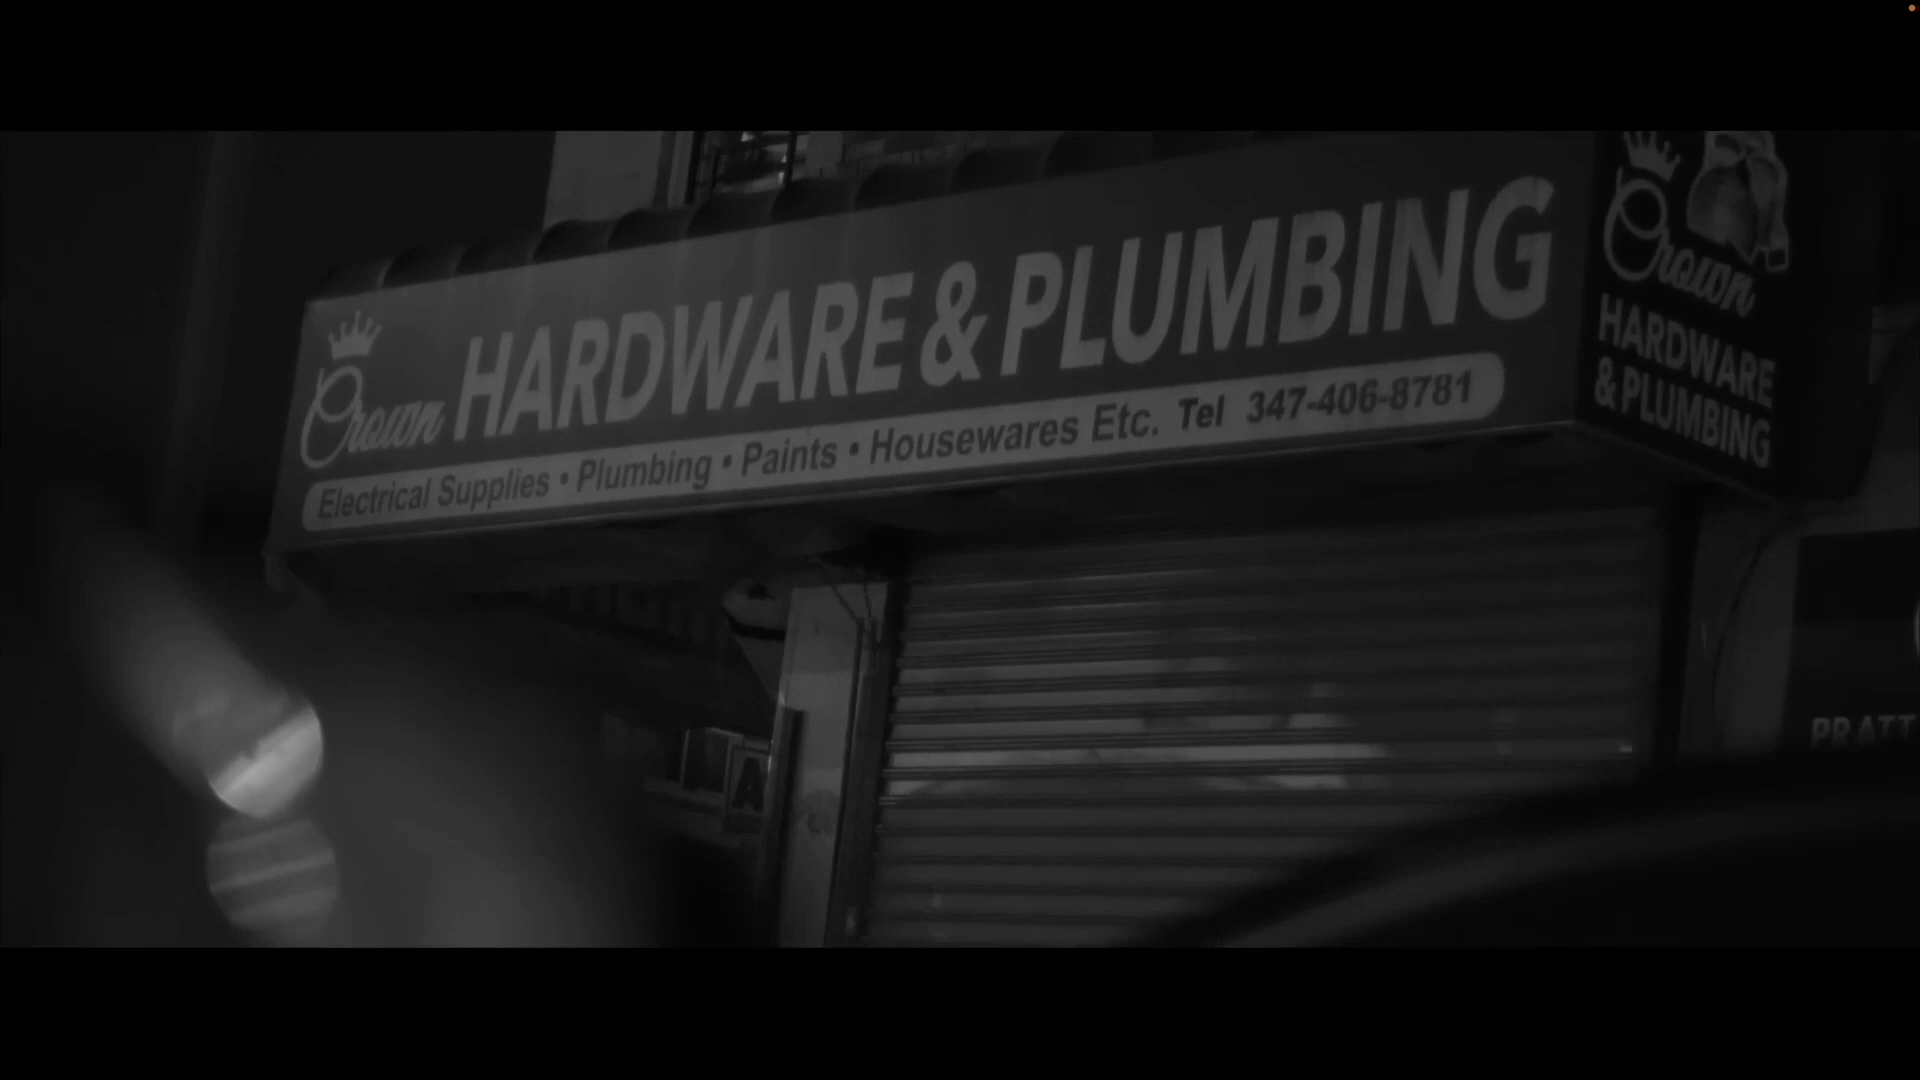 Crown HARDWARE & PLUMBING
Electrical Supplies • Plumbing • Paints • Housewares Etc. Tel 347-406-8781
Crown
HARDWARE
& PLUMBING
PRATT